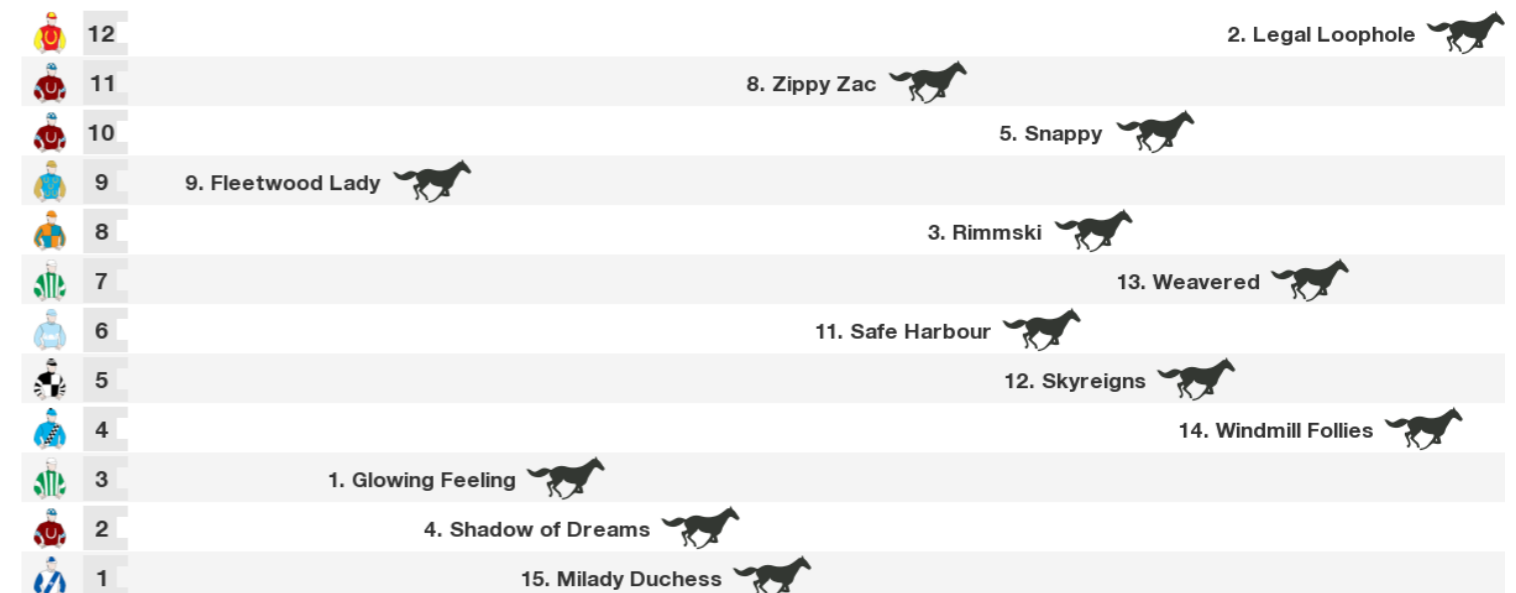 12 2. Legal Loophole
11 8. Zippy Zac
10 5. Snappy
9 9. Fleetwood Lady
8 3. Rimmski
7 13. Weavered
6 11. Safe Harbour
5 12. Skyreigns
4 14. Windmill Follies
3 1. Glowing Feeling
2 4. Shadow of Dreams
1 15. Milady Duchess